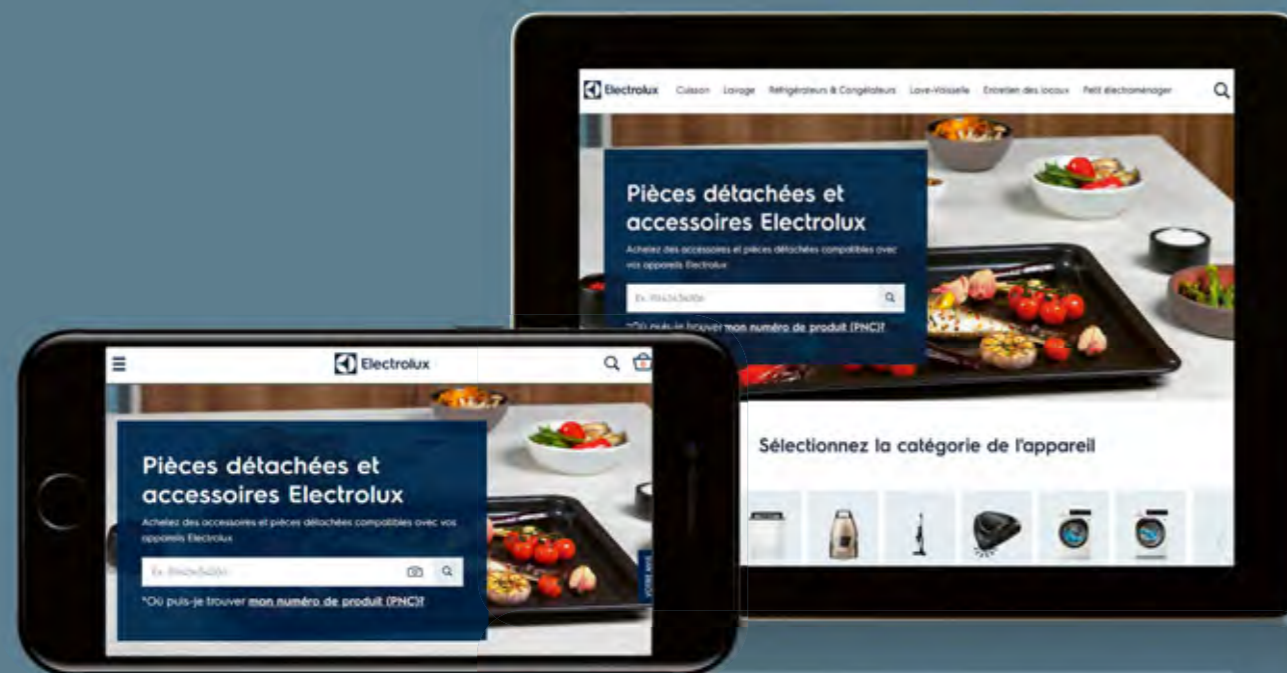 Electrolux Cuisson Lavage Réfrigérateurs & Congélateurs Lave-Vaisselle Entretien des locaux Petit électroménager
Pièces détachées et
accessoires Electrolux
Achetez des accessoires et pièces détachées compatibles avec
vos appareils Electrolux
*Où puis-je trouver mon numéro de produit (PNC)?
Sélectionnez la catégorie de l'appareil
Electrolux
Pièces détachées et
accessoires Electrolux
Achetez des accessoires et pièces détachées compatibles avec vos
appareils Electrolux
*Où puis-je trouver mon numéro de produit (PNC)?
VOTRE AVIS